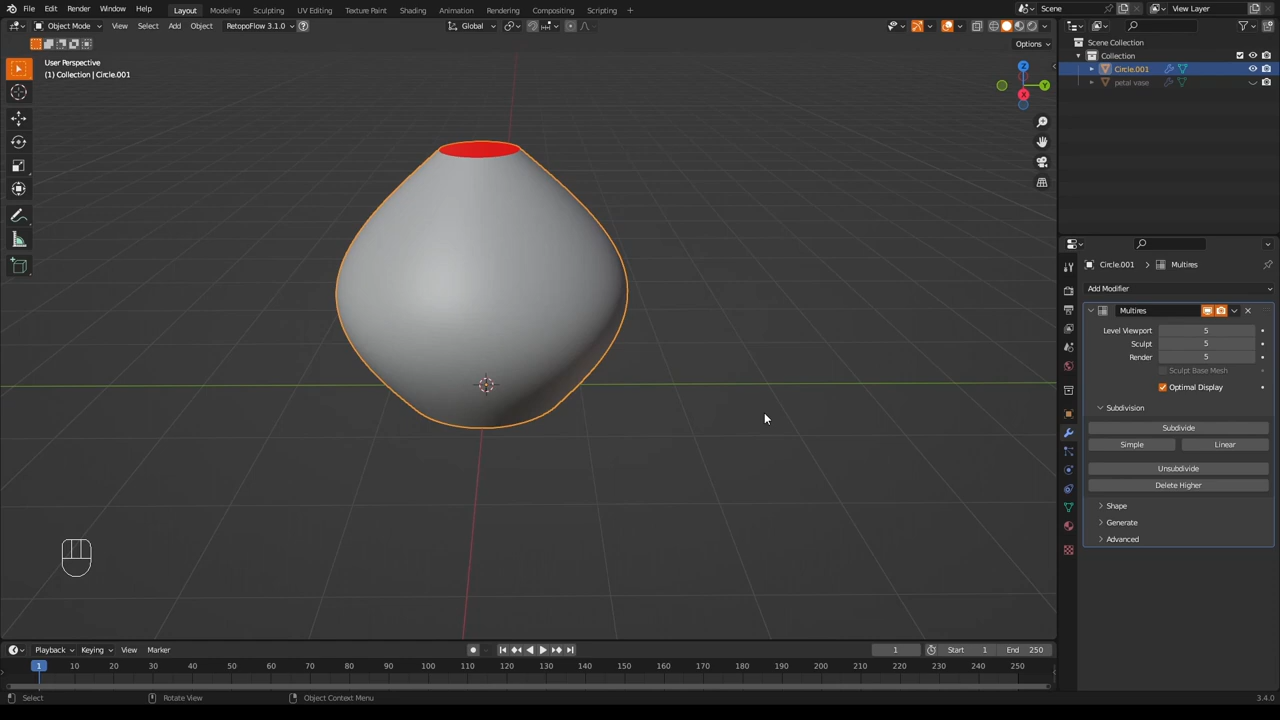 File Edit Render Window Help Layout Modeling Sculpting UV Editing Texture Paint Shading Animation Rendering Compositing Scripting + Scene View Layer
Object Mode View Select Add Object RetopoFlow 3.1.0 Global
Options
User Perspective
(1) Collection | Circle.001
Z
Y
X
Scene Collection
Collection
Circle.001
petal vase
Circle.001 > Multires
Add Modifier
Multires
Level Viewport 5
Sculpt 5
Render 5
Sculpt Base Mesh
Optimal Display
Subdivision
Subdivide
Simple Linear
Unsubdivide
Delete Higher
Shape
Generate
Advanced
Playback Keying View Marker 1 Start 1 End 250
1 10 20 30 40 50 60 70 80 90 100 110 120 130 140 150 160 170 180 190 200 210 220 230 240 250
Select Rotate View Object Context Menu 3.4.0